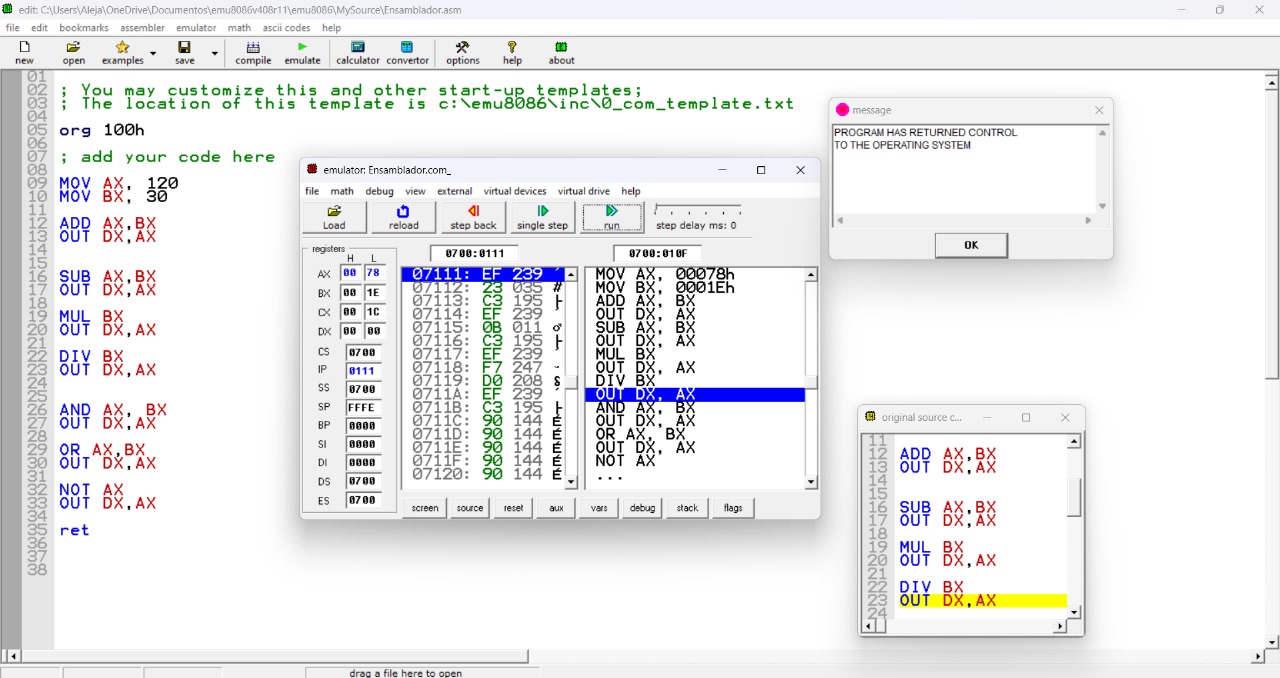 edit: C:\Users\Aleja\OneDrive\Documentos\emu8086v408r11\emu8086\MySource\Ensamblador.asm
file edit bookmarks assembler emulator math ascii codes help
new open examples save compile emulate calculator convertor options help about
01
02 ; You may customize this and other start-up templates;
03 ; The location of this template is c:\emu8086\inc\0_com_template.txt
04
05 org 100h
06
07 ; add your code here
08
09 MOV AX, 120
10 MOV BX, 30
11
12 ADD AX,BX
13 OUT DX,AX
14
15
16 SUB AX,BX
17 OUT DX,AX
18
19 MUL BX
20 OUT DX,AX
21
22 DIV BX
23 OUT DX,AX
24
25
26 AND AX, BX
27 OUT DX,AX
28
29 OR AX,BX
30 OUT DX,AX
31
32 NOT AX
33 OUT DX,AX
34
35 ret
36
37
38
drag a file here to open
emulator: Ensamblador.com_
file math debug view external virtual devices virtual drive help
Load reload step back single step run step delay ms: 0
registers
H L
AX 00 78
BX 00 1E
CX 00 1C
DX 00 00
CS 0700
IP 0111
SS 0700
SP FFFE
BP 0000
SI 0000
DI 0000
DS 0700
ES 0700
0700:0111
07111: EF 239
07112: 23 035 #
07113: C3 195 ├
07114: EF 239
07115: 0B 011 ♂
07116: C3 195 ├
07117: EF 239
07118: F7 247
07119: D0 208
0711A: EF 239
0711B: C3 195 ├
0711C: 90 144 É
0711D: 90 144 É
0711E: 90 144 É
0711F: 90 144 É
07120: 90 144 É
0700:010F
MOV AX, 00078h
MOV BX, 0001Eh
ADD AX, BX
OUT DX, AX
SUB AX, BX
OUT DX, AX
MUL BX
OUT DX, AX
DIV BX
OUT DX, AX
AND AX, BX
OUT DX, AX
OR AX, BX
OUT DX, AX
NOT AX
...
screen source reset aux vars debug stack flags
message
PROGRAM HAS RETURNED CONTROL
TO THE OPERATING SYSTEM
OK
original source c...
11
12 ADD AX,BX
13 OUT DX,AX
14
15
16 SUB AX,BX
17 OUT DX,AX
18
19 MUL BX
20 OUT DX,AX
21
22 DIV BX
23 OUT DX,AX
24